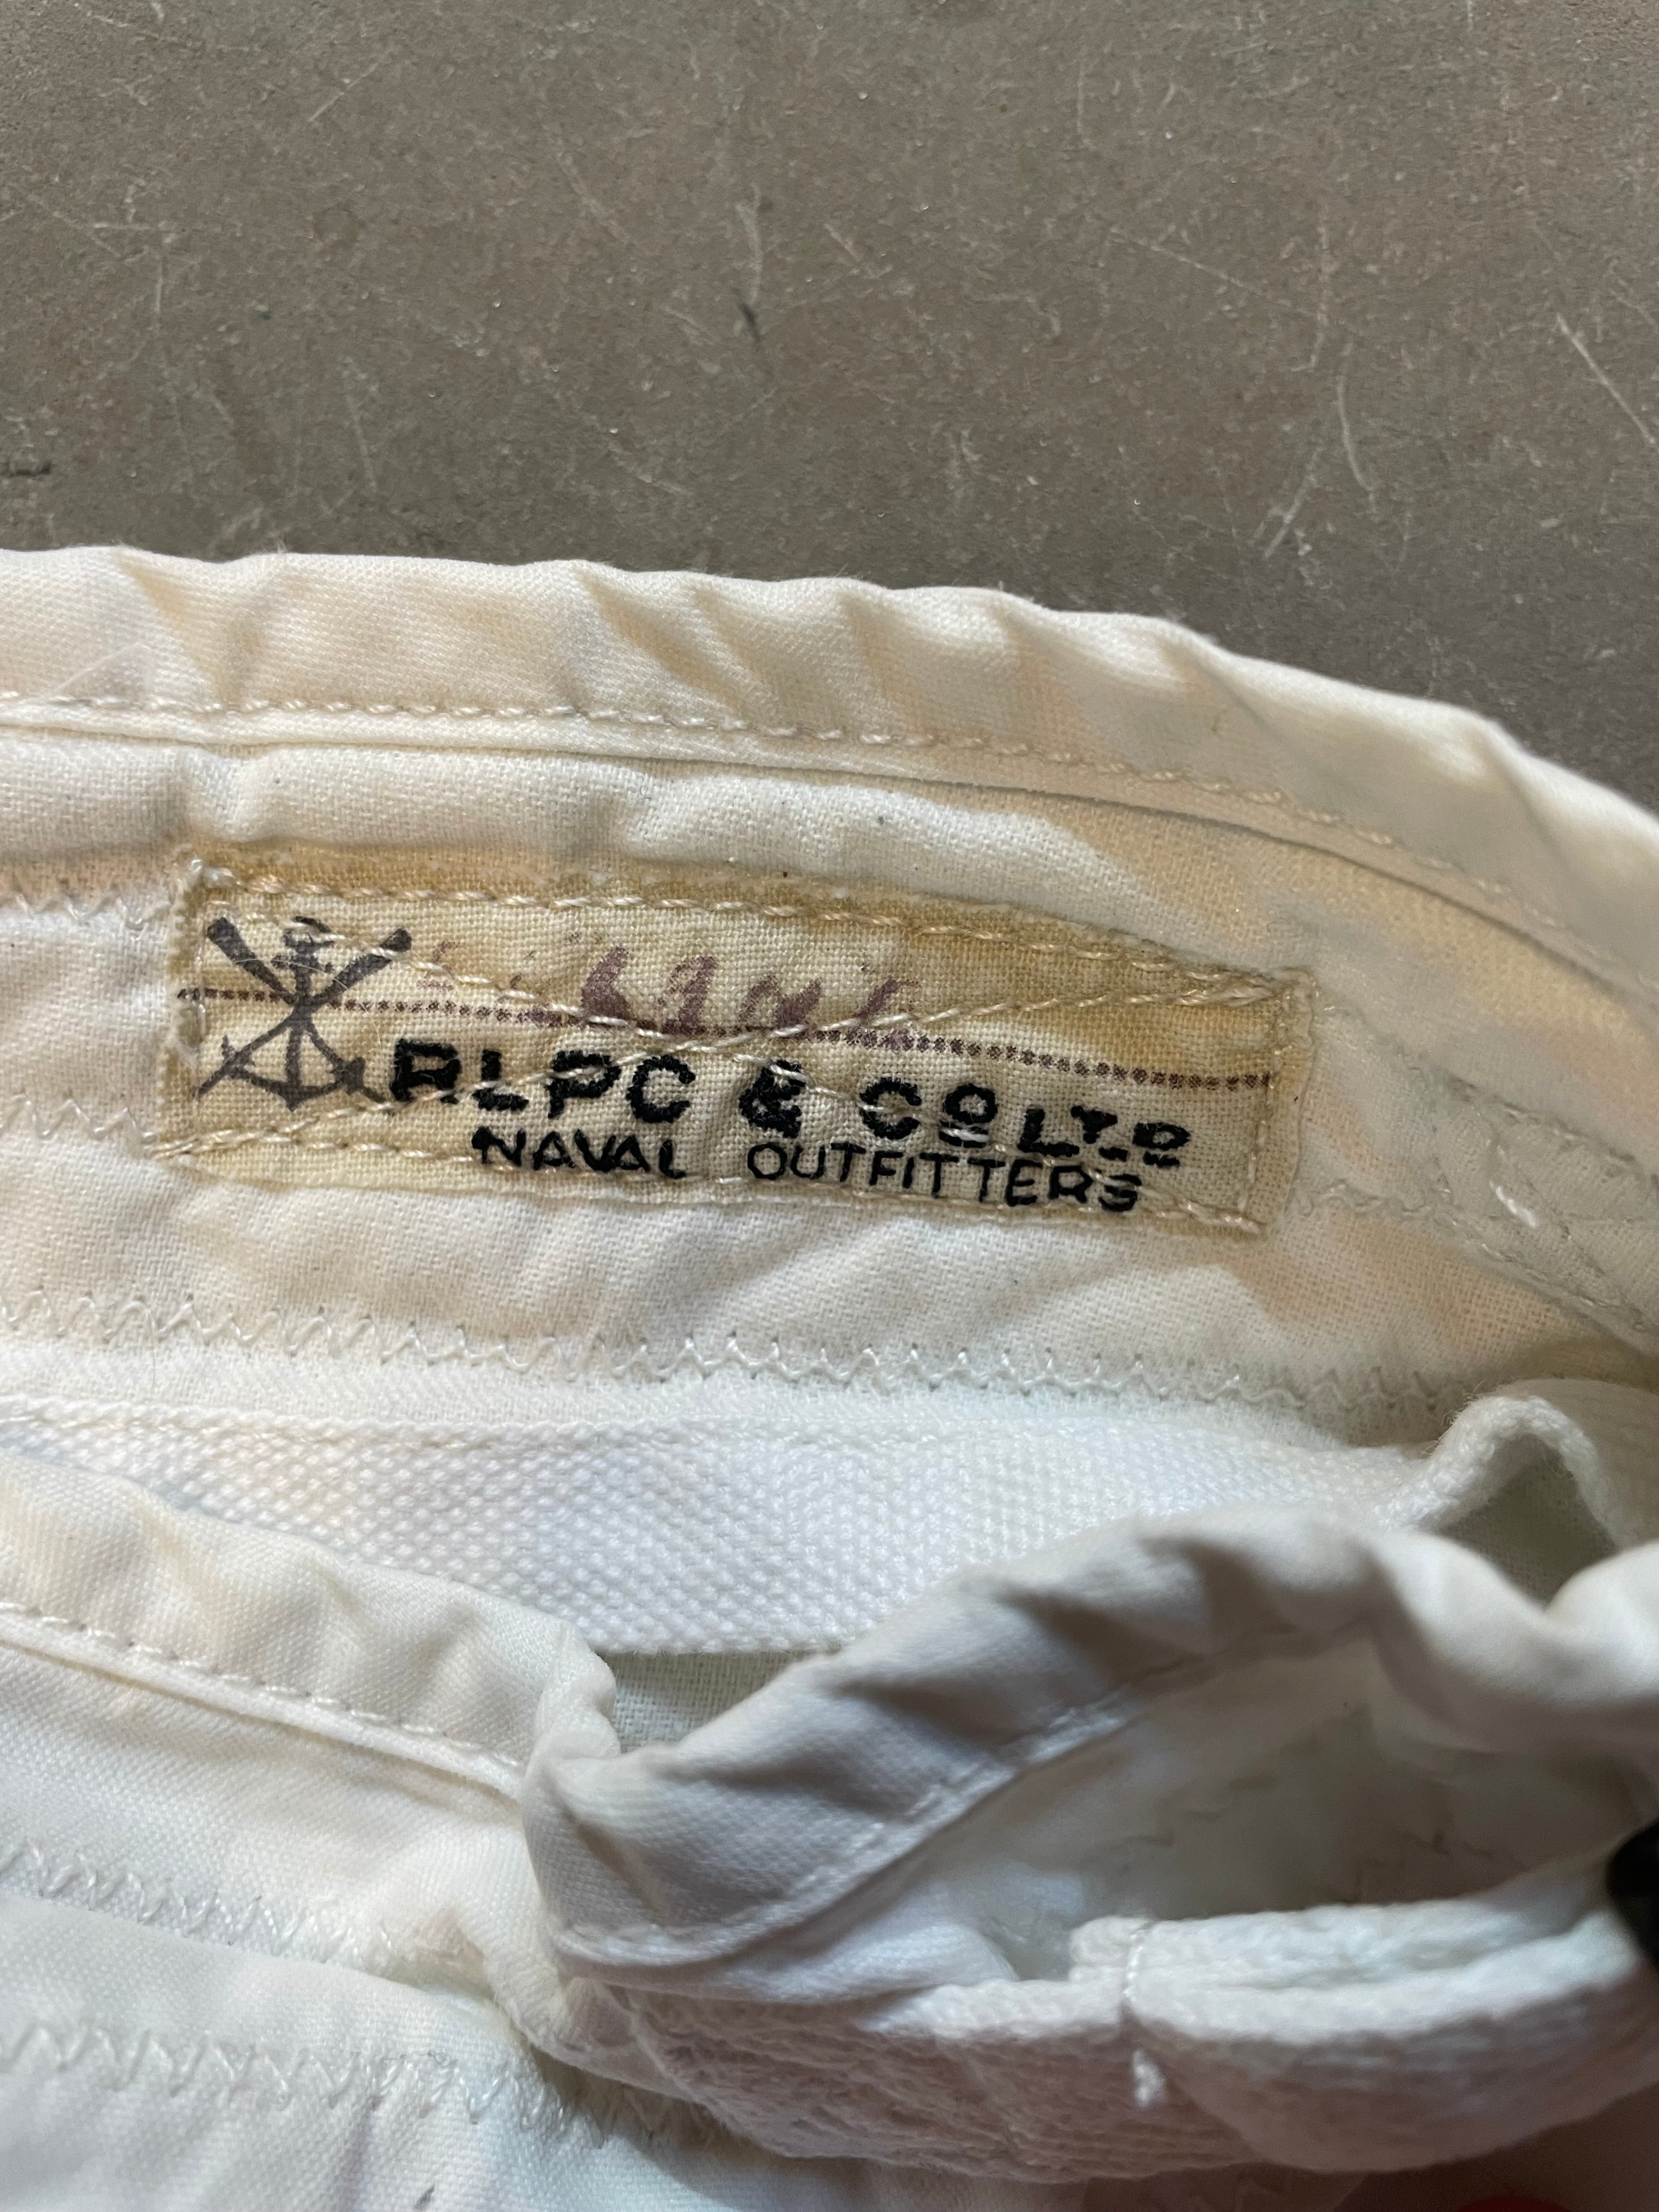 RLPC & Co LTD
NAVAL OUTFITTERS